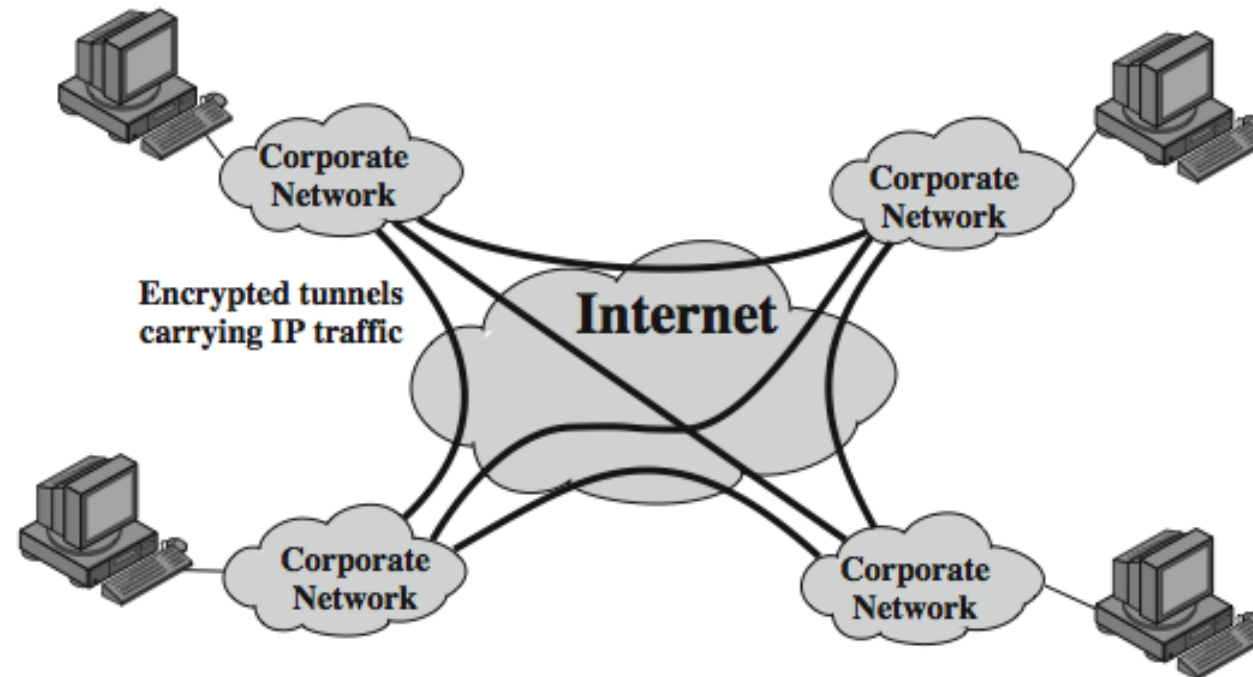 Corporate
Network
Corporate
Network
Encrypted tunnels
carrying IP traffic
Internet
Corporate
Network
Corporate
Network